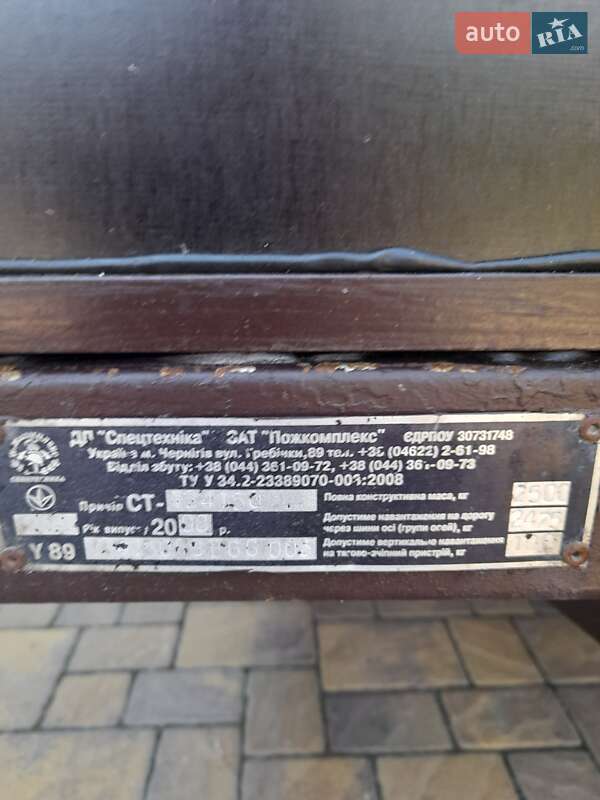 auto RIA .com
ДП "Спецтехніка" ЗАТ "Пожкомплекс" ЄДРПОУ 30731748
Україна м. Чернігів вул. Гребінки,89 тел. +38 (04622) 2-61-98
Відділ збуту: +38 (044) 361-09-72, +38 (044) 361-09-73
ТУ У 34.2-23389070-003:2008
Причіп СТ-
Повна конструктивна маса, кг 2500
Рік випуску 20 р.
Допустиме навантаження на дорогу
через шини осі (групи осей), кг
Y 89
Допустиме вертикальне навантаження
на тягово-зчіпний пристрій, кг